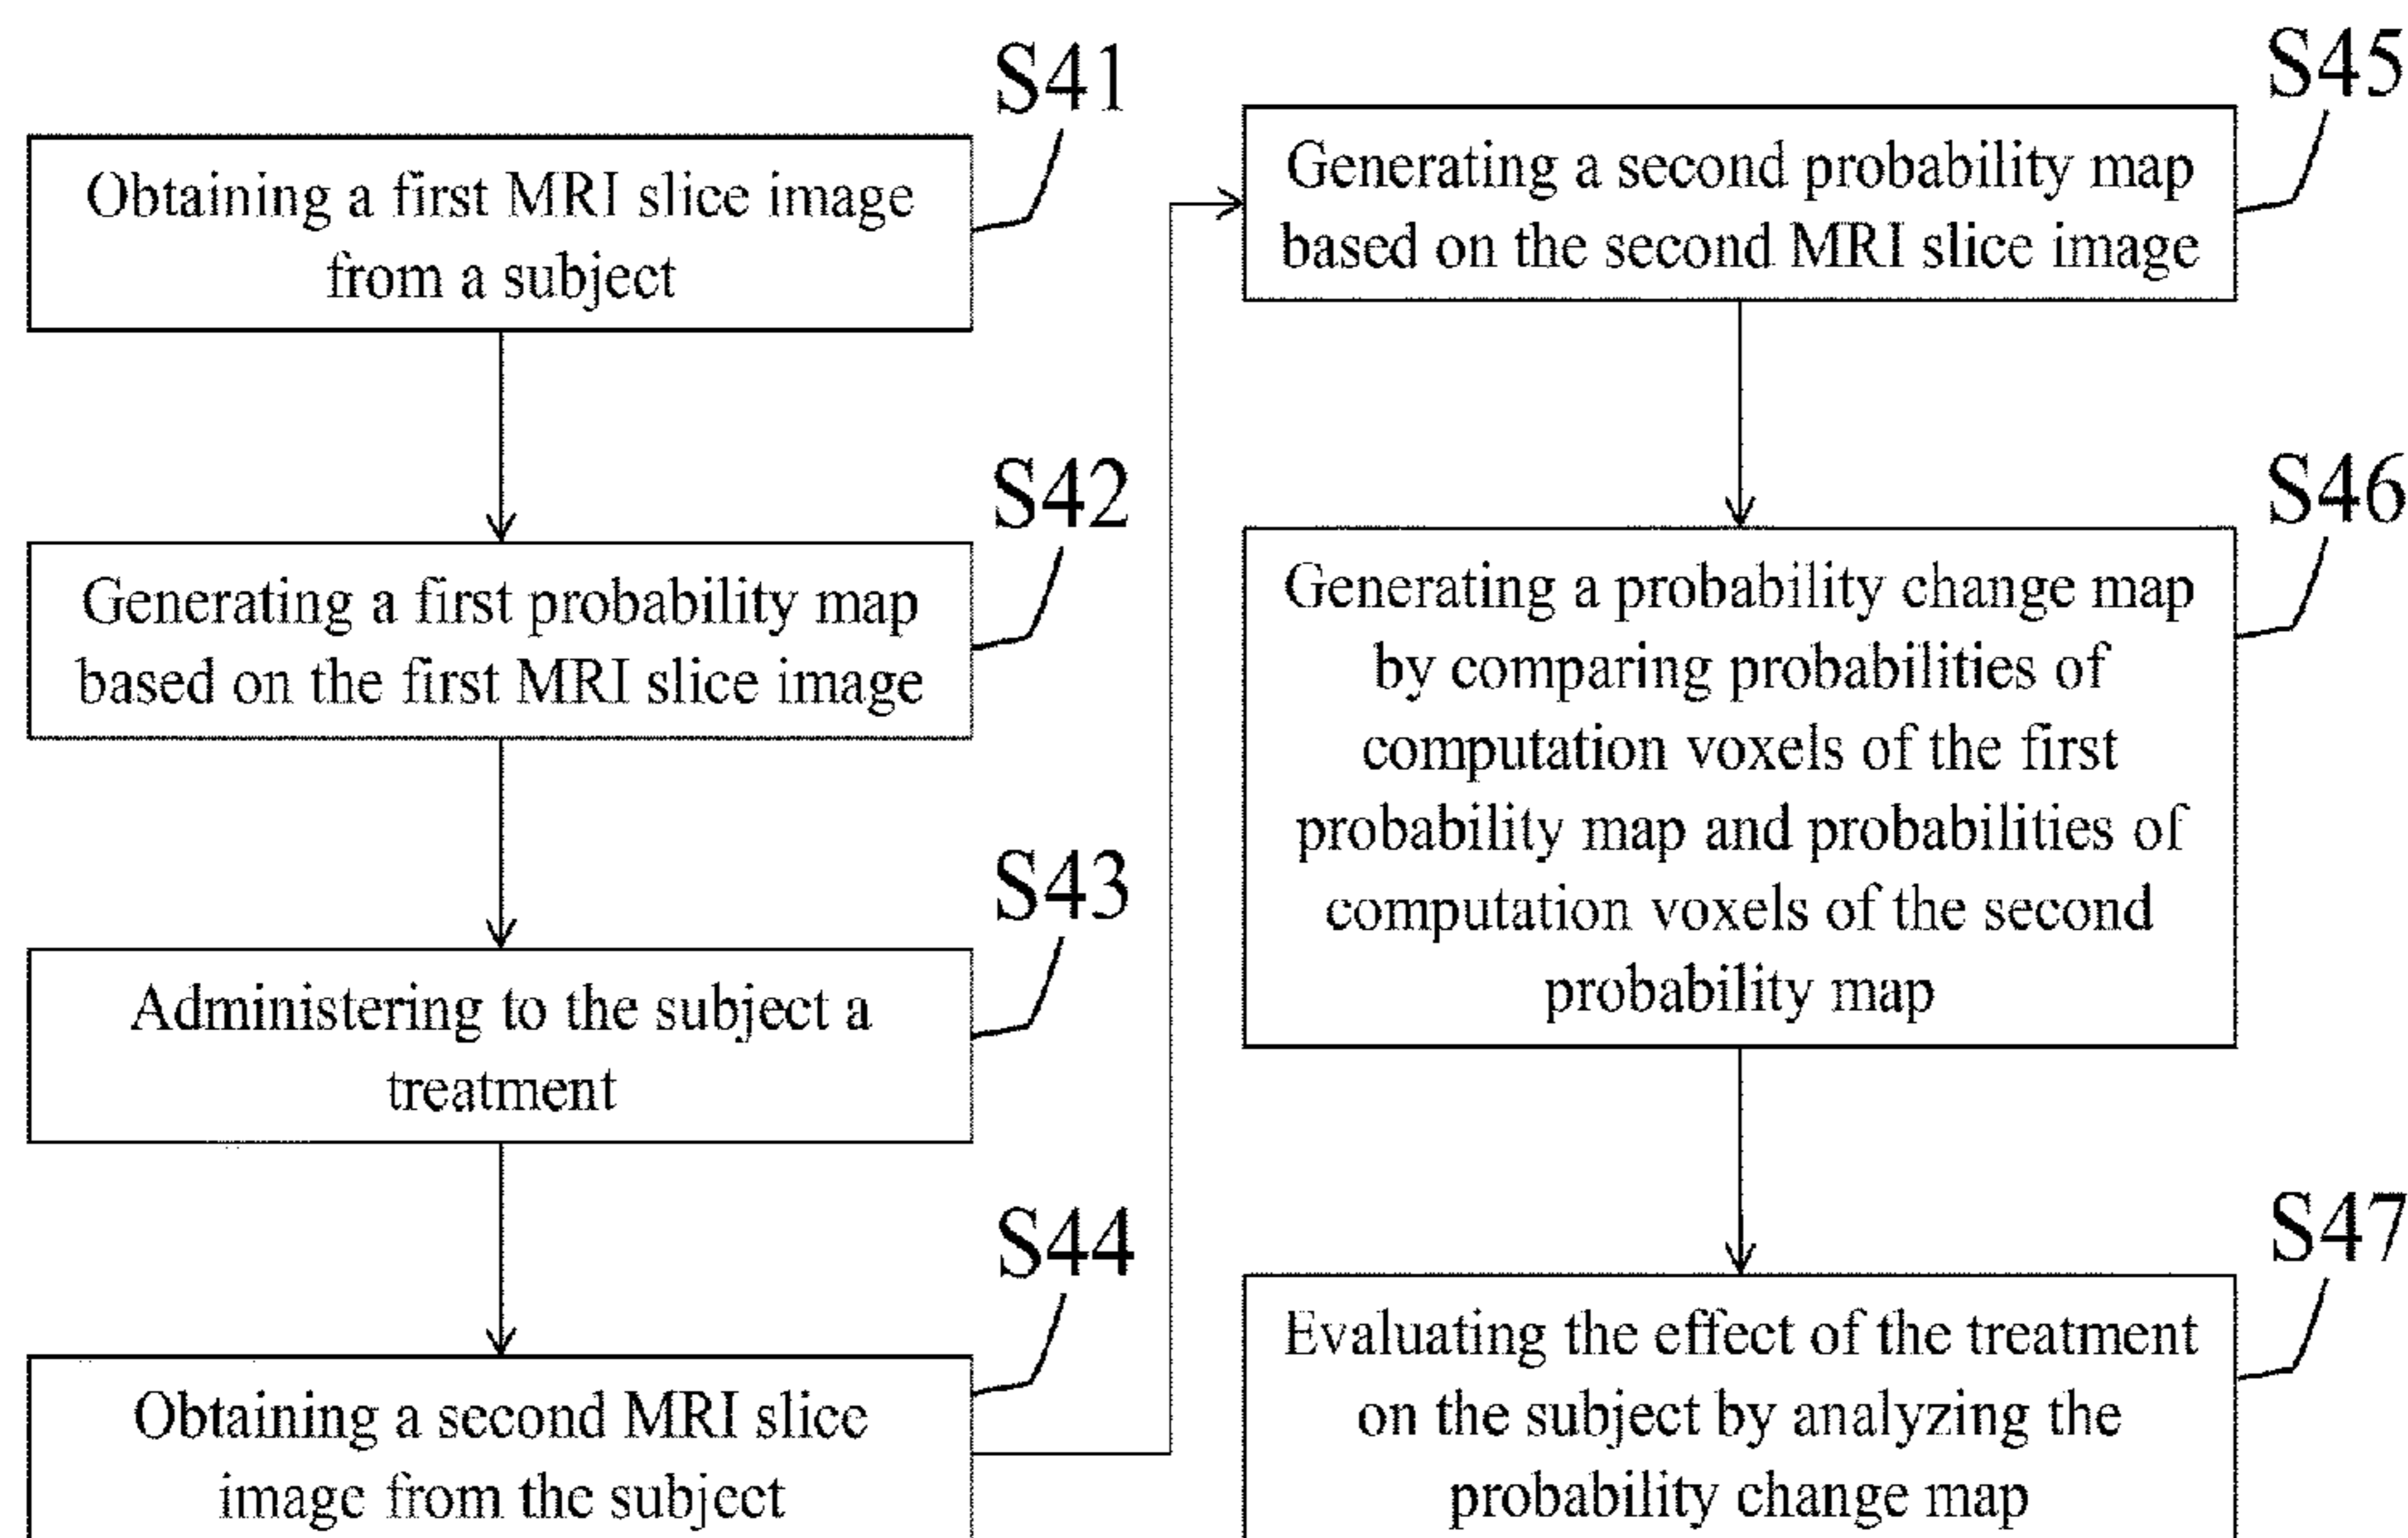 S41
Obtaining a first MRI slice image
from a subject
S42
Generating a first probability map
based on the first MRI slice image
S43
Administering to the subject a
treatment
S44
Obtaining a second MRI slice
image from the subject
S45
Generating a second probability map
based on the second MRI slice image
S46
Generating a probability change map
by comparing probabilities of
computation voxels of the first
probability map and probabilities of
computation voxels of the second
probability map
S47
Evaluating the effect of the treatment
on the subject by analyzing the
probability change map